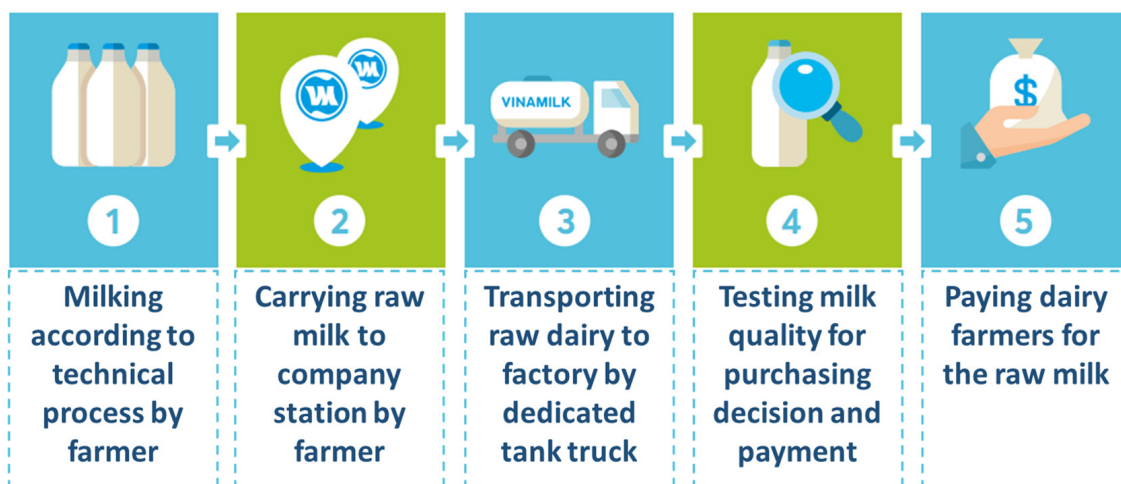 VM
VM
VINAMILK
$
1
2
3
4
5
Milking
according to
technical
process by
farmer
Carrying raw
milk to
company
station by
farmer
Transporting
raw dairy to
factory by
dedicated
tank truck
Testing milk
quality for
purchasing
decision and
payment
Paying dairy
farmers for
the raw milk